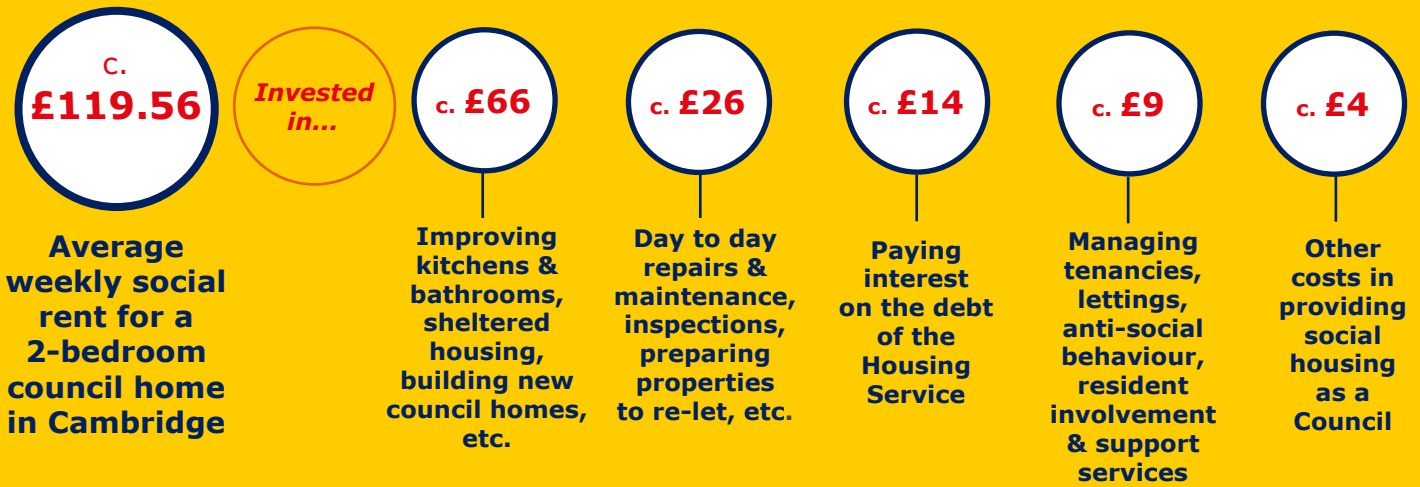 c.
£119.56
Invested
in...
c. £66
c. £26
c. £14
c. £9
c. £4
Average
weekly social
rent for a
2-bedroom
council home
in Cambridge
Improving
kitchens &
bathrooms,
sheltered
housing,
building new
council homes,
etc.
Day to day
repairs &
maintenance,
inspections,
preparing
properties
to re-let, etc.
Paying
interest
on the debt
of the
Housing
Service
Managing
tenancies,
lettings,
anti-social
behaviour,
resident
involvement
& support
services
Other
costs in
providing
social
housing
as a
Council